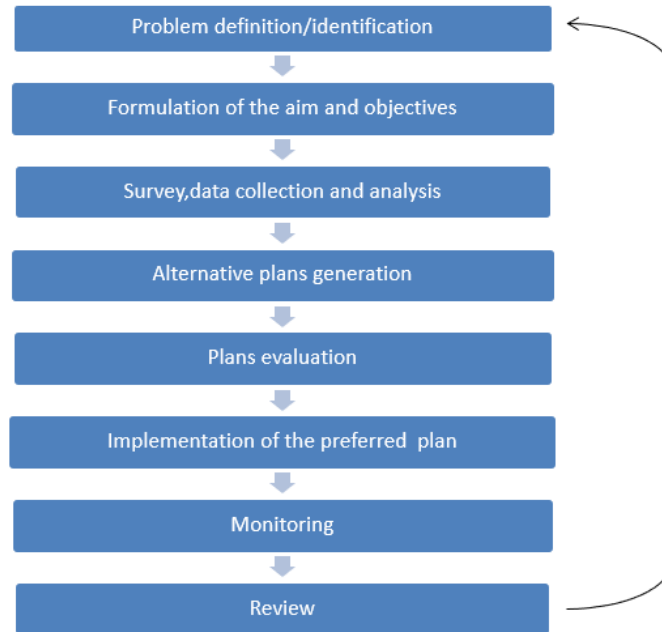 Problem definition/identification
Formulation of the aim and objectives
Survey,data collection and analysis
Alternative plans generation
Plans evaluation
Implementation of the preferred  plan
Monitoring
Review